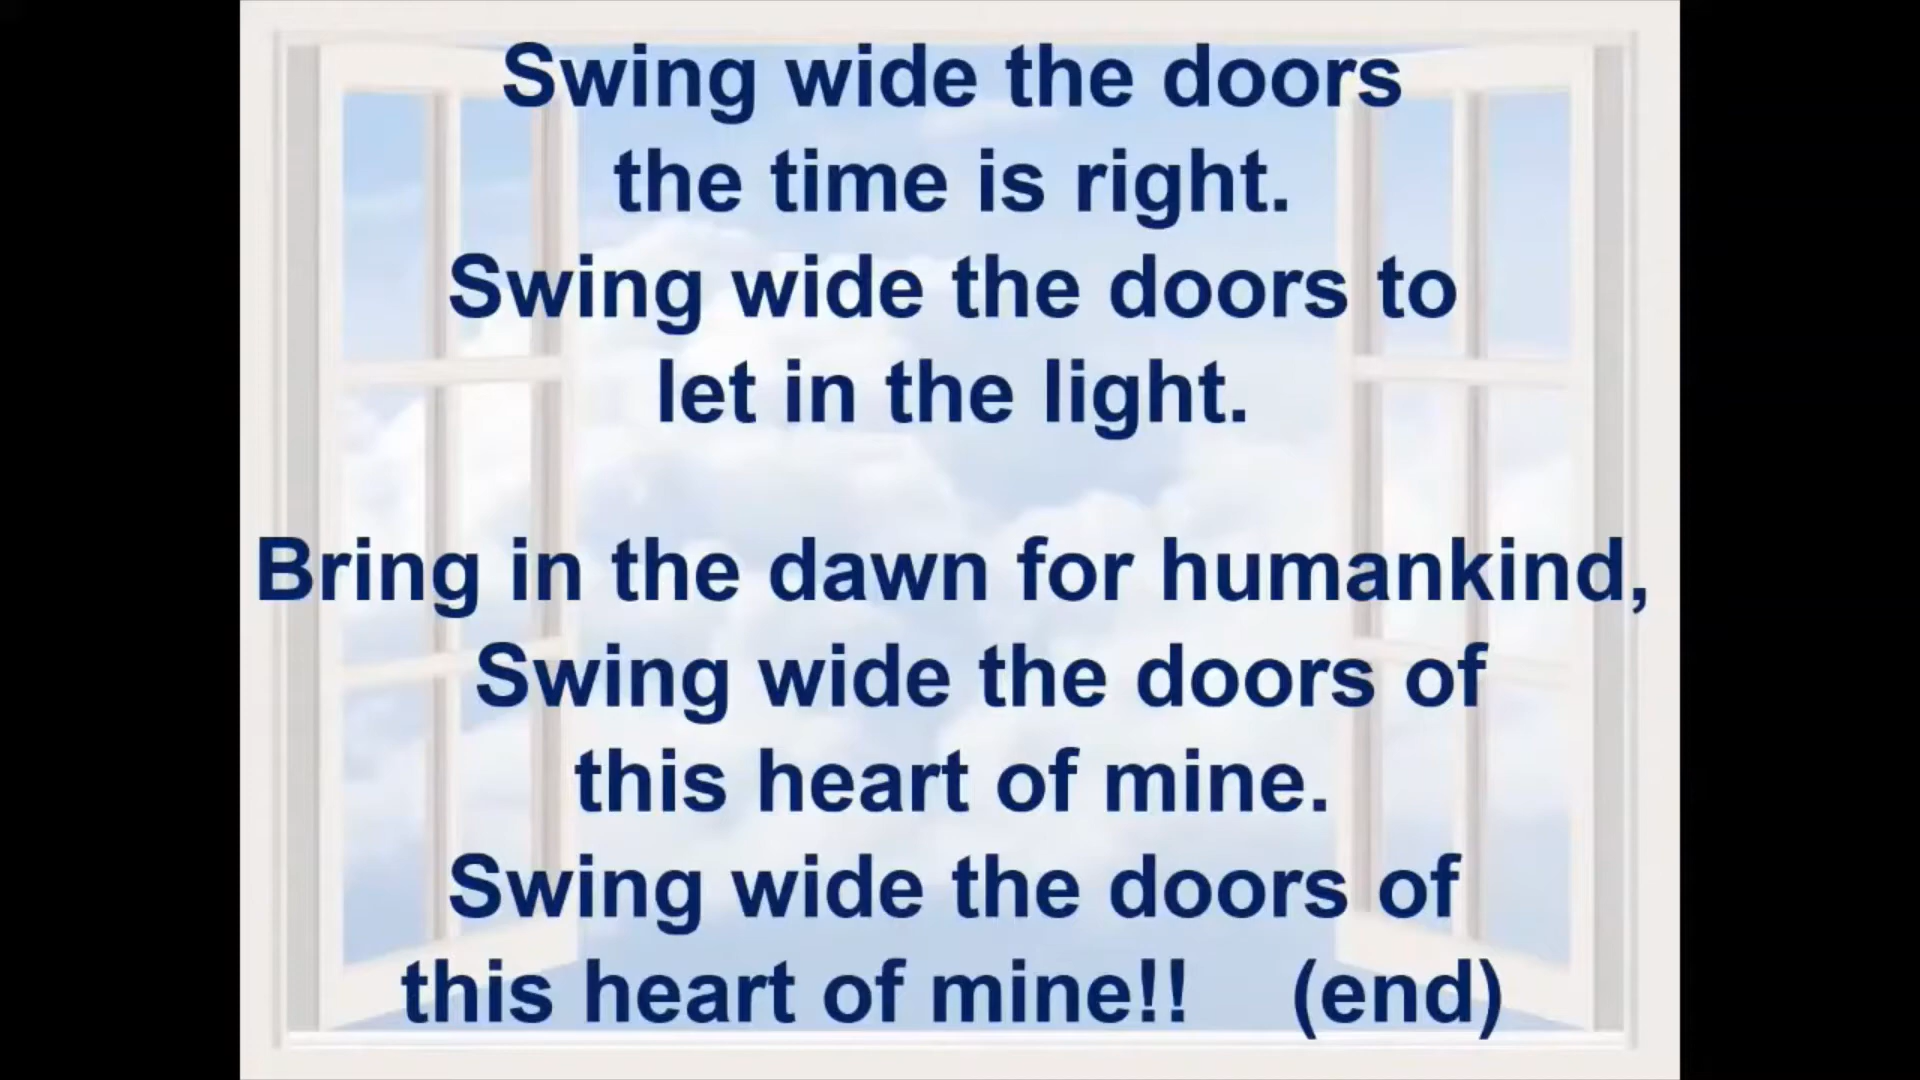 Swing wide the doors
the time is right.
Swing wide the doors to
let in the light.
Bring in the dawn for humankind,
Swing wide the doors of
this heart of mine.
Swing wide the doors of
this heart of mine!! (end)